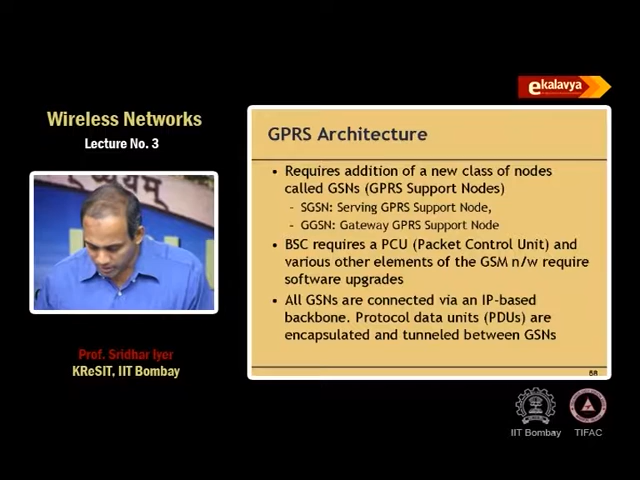 ekalavya
Wireless Networks
Lecture No. 3
GPRS Architecture
• Requires addition of a new class of nodes
called GSNs (GPRS Support Nodes)
- SGSN: Serving GPRS Support Node,
- GGSN: Gateway GPRS Support Node
• BSC requires a PCU (Packet Control Unit) and
various other elements of the GSM n/w require
software upgrades
• All GSNs are connected via an IP-based
backbone. Protocol data units (PDUs) are
encapsulated and tunneled between GSNs
Prof. Sridhar Iyer
KReSIT, IIT Bombay
IIT Bombay
TIFAC